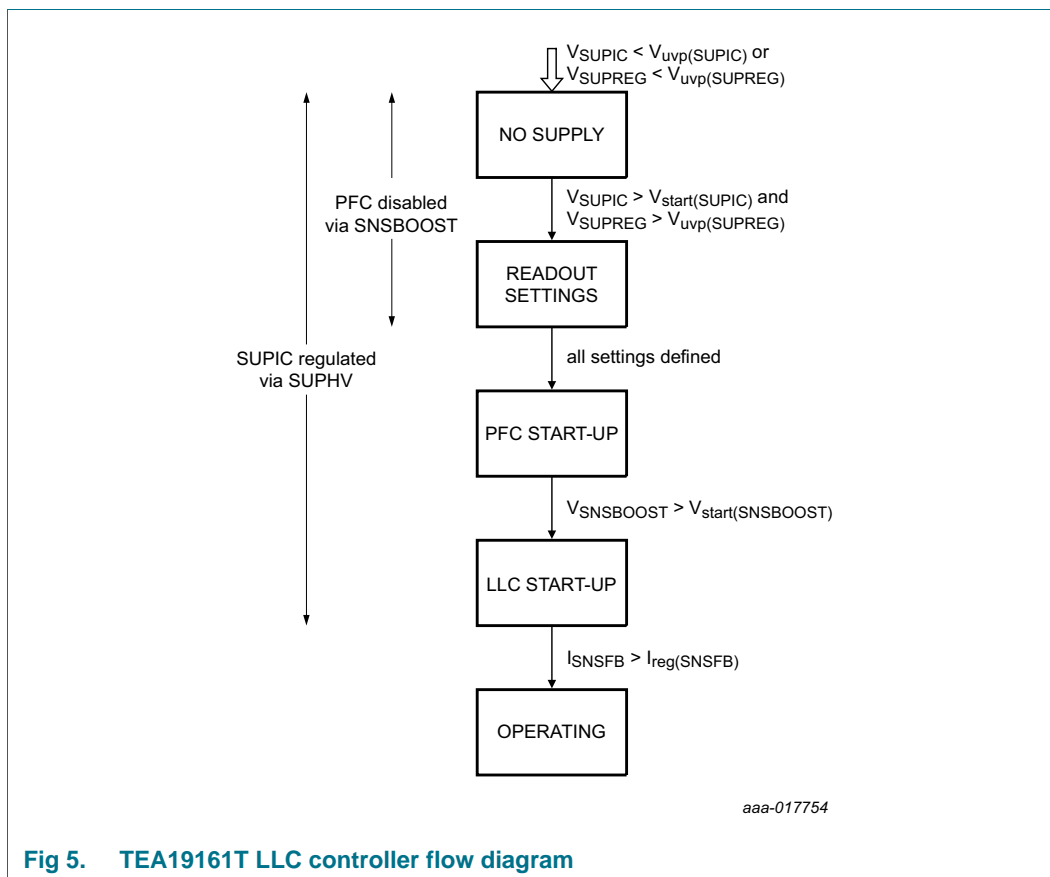 VSUPIC < Vuvp(SUPIC) or
VSUPREG < Vuvp(SUPREG)
NO SUPPLY
PFC disabled
via SNSBOOST
VSUPIC > Vstart(SUPIC) and
VSUPREG > Vuvp(SUPREG)
READOUT
SETTINGS
SUPIC regulated
via SUPHV
all settings defined
PFC START-UP
VSNSBOOST > Vstart(SNSBOOST)
LLC START-UP
ISNSFB > Ireg(SNSFB)
OPERATING
aaa-017754
Fig 5. TEA19161T LLC controller flow diagram